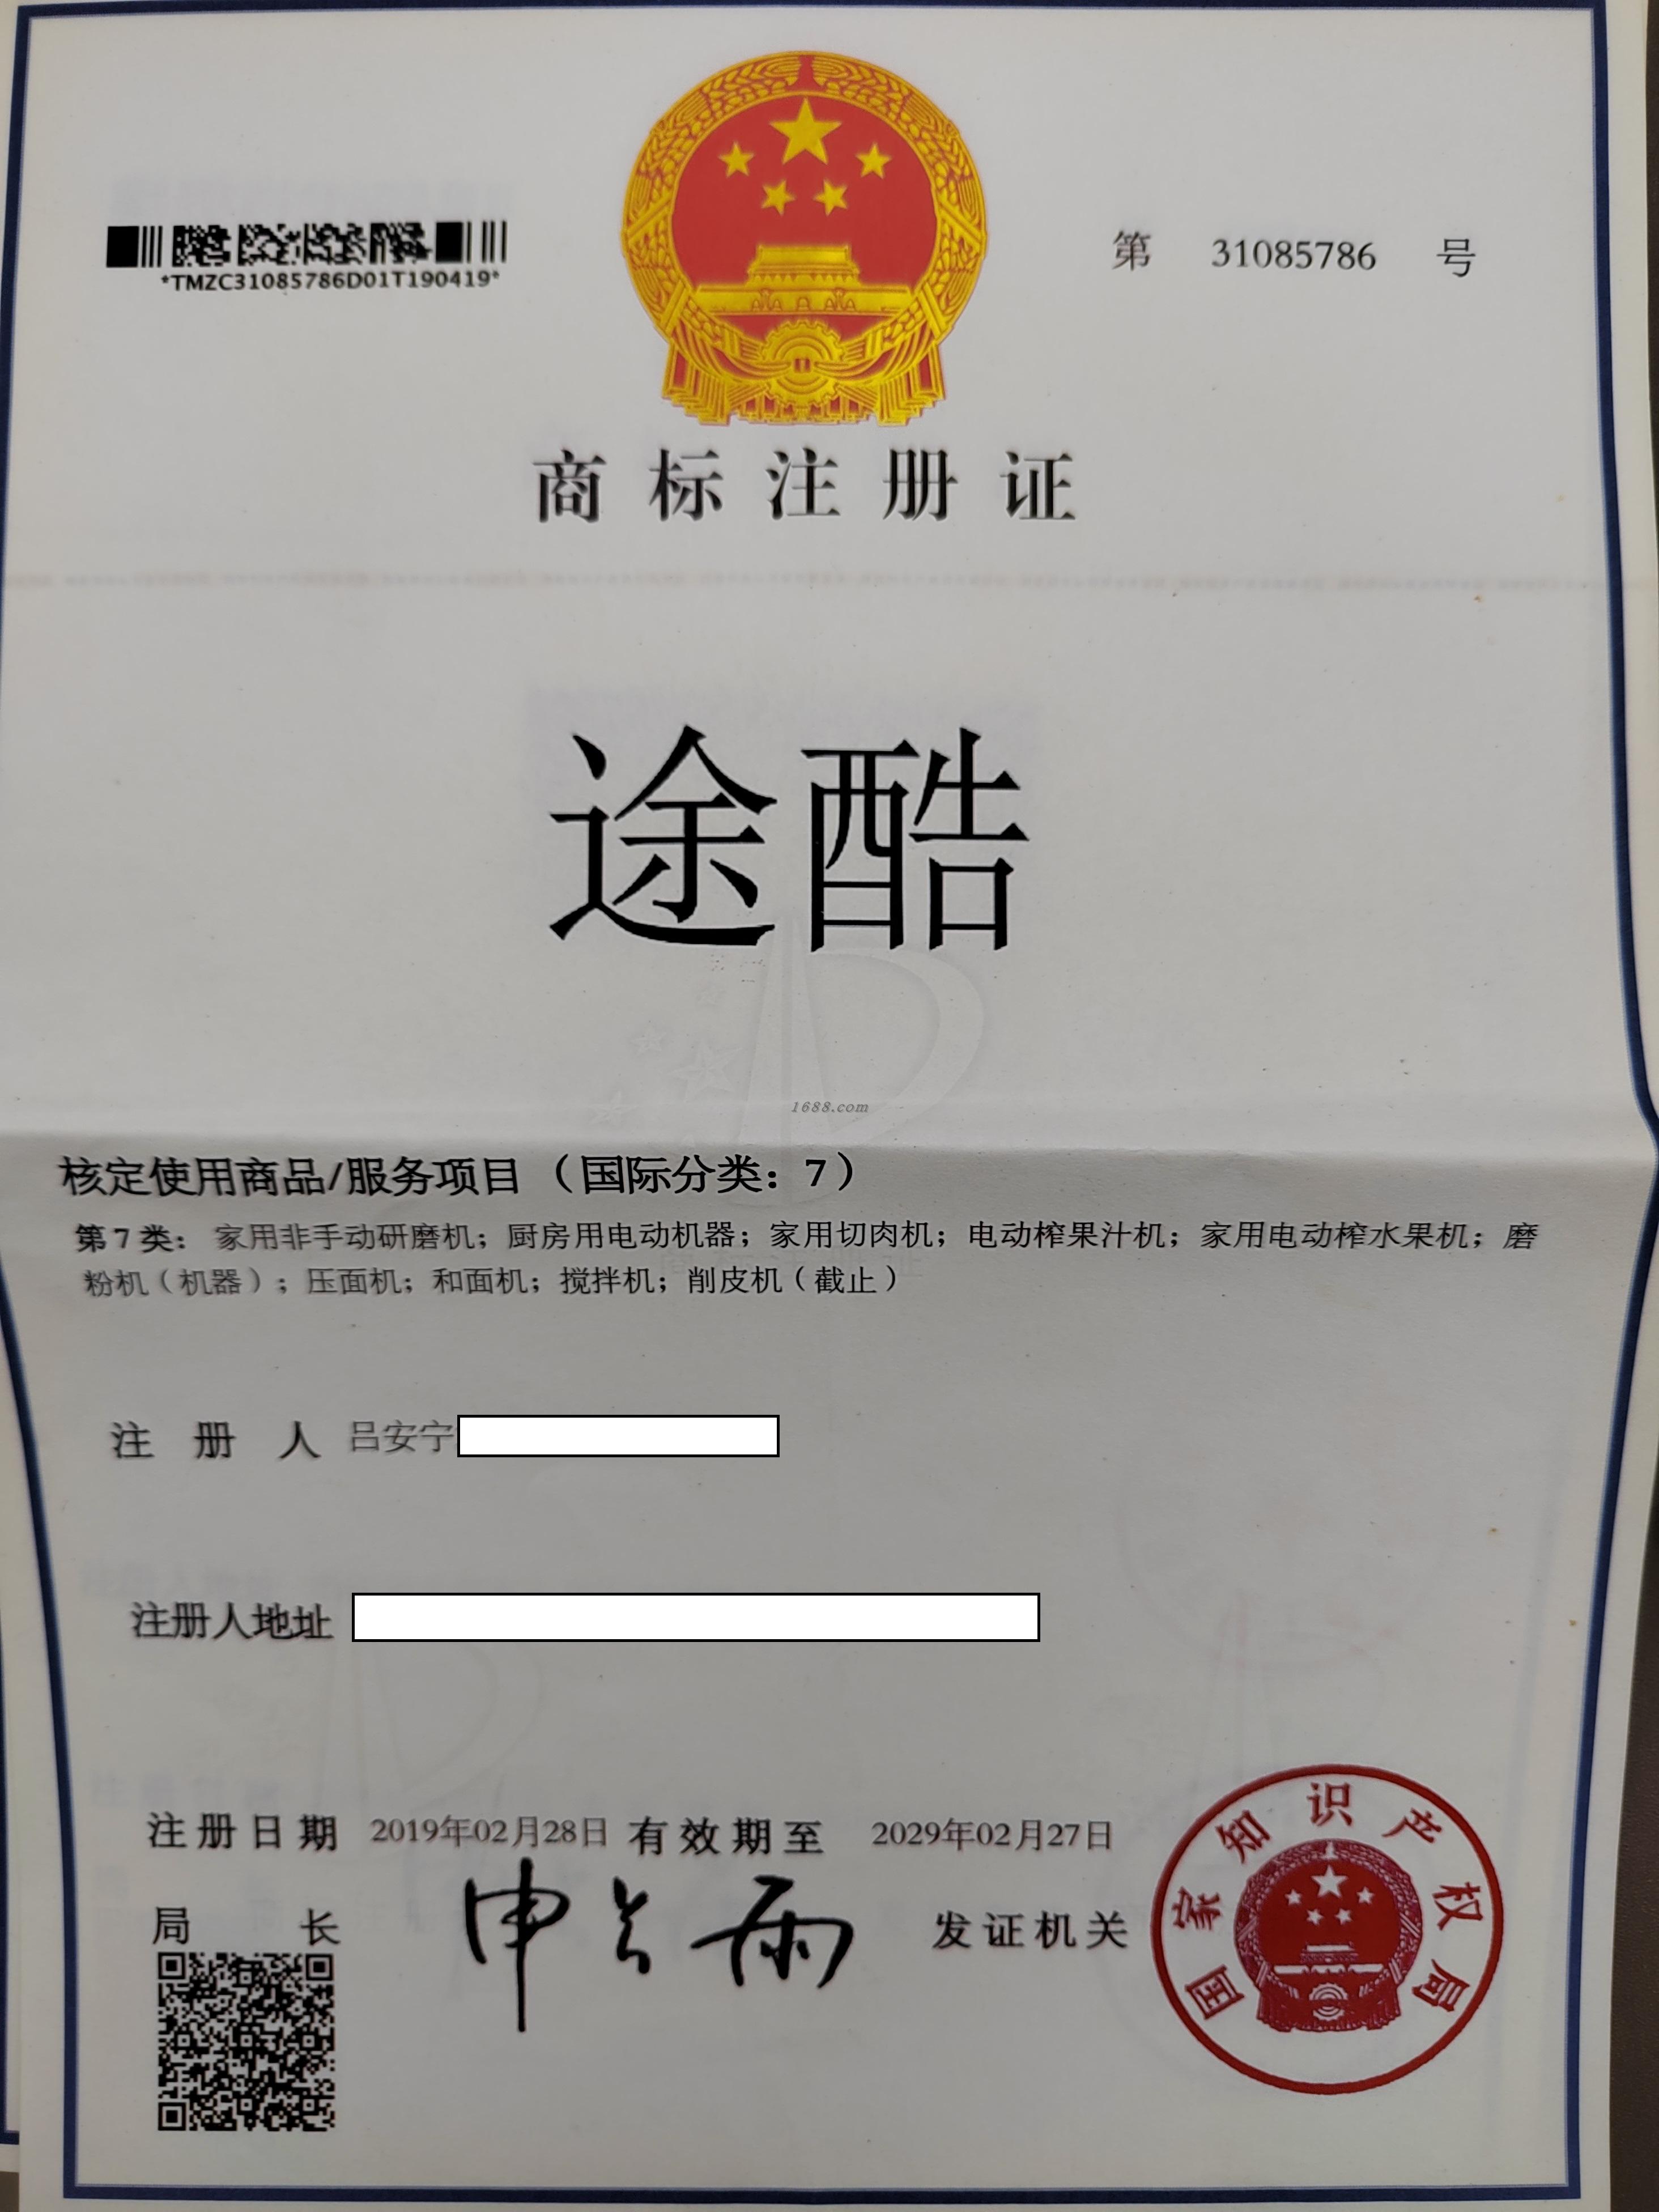 *TMZC31085786D01T190419*
第 31085786 号
商标注册证
途酷
1688.com
核定使用商品/服务项目（国际分类：7）
第7类：家用非手动研磨机；厨房用电动机器；家用切肉机；电动榨果汁机；家用电动榨水果机；磨
粉机（机器）；压面机；和面机；搅拌机；削皮机（截止）
注册人 吕安宁
注册人地址
注册日期 2019年02月28日 有效期至 2029年02月27日
局长 申长雨 发证机关
国家知识产权局